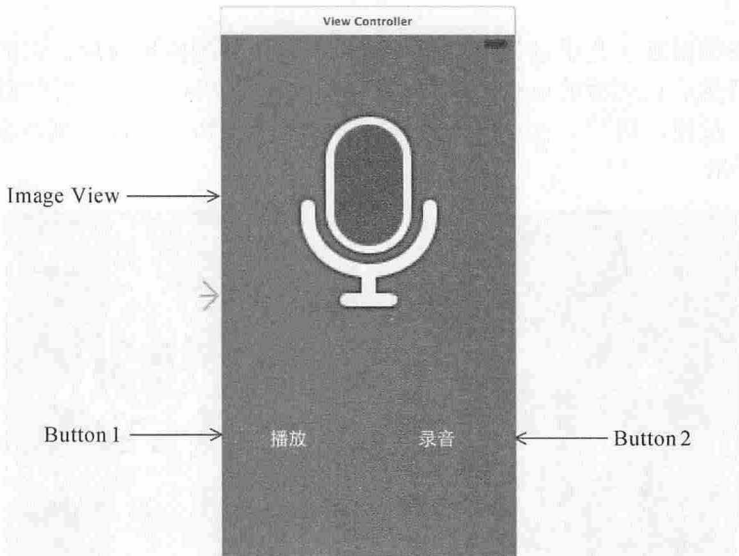 View Controller
Image View
Button 1
播放
录音
Button 2